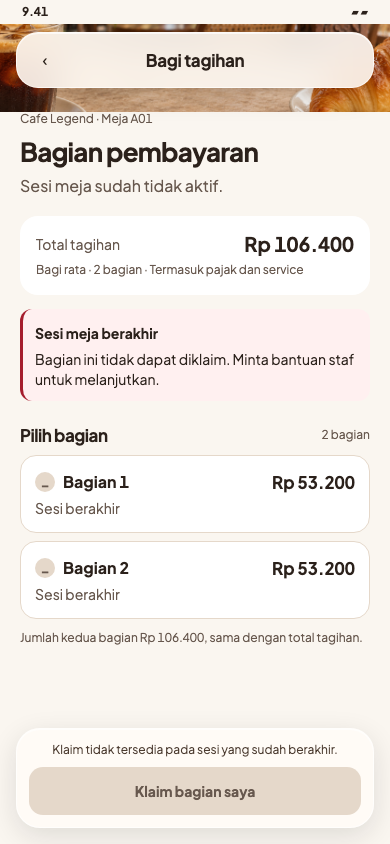 9.41
‹
Bagi tagihan
Cafe Legend · Meja A01
Bagian pembayaran
Sesi meja sudah tidak aktif.
Total tagihan
Rp 106.400
Bagi rata · 2 bagian · Termasuk pajak dan service
Sesi meja berakhir
Bagian ini tidak dapat diklaim. Minta bantuan staf
untuk melanjutkan.
Pilih bagian
2 bagian
– Bagian 1
Rp 53.200
Sesi berakhir
– Bagian 2
Rp 53.200
Sesi berakhir
Jumlah kedua bagian Rp 106.400, sama dengan total tagihan.
Klaim tidak tersedia pada sesi yang sudah berakhir.
Klaim bagian saya